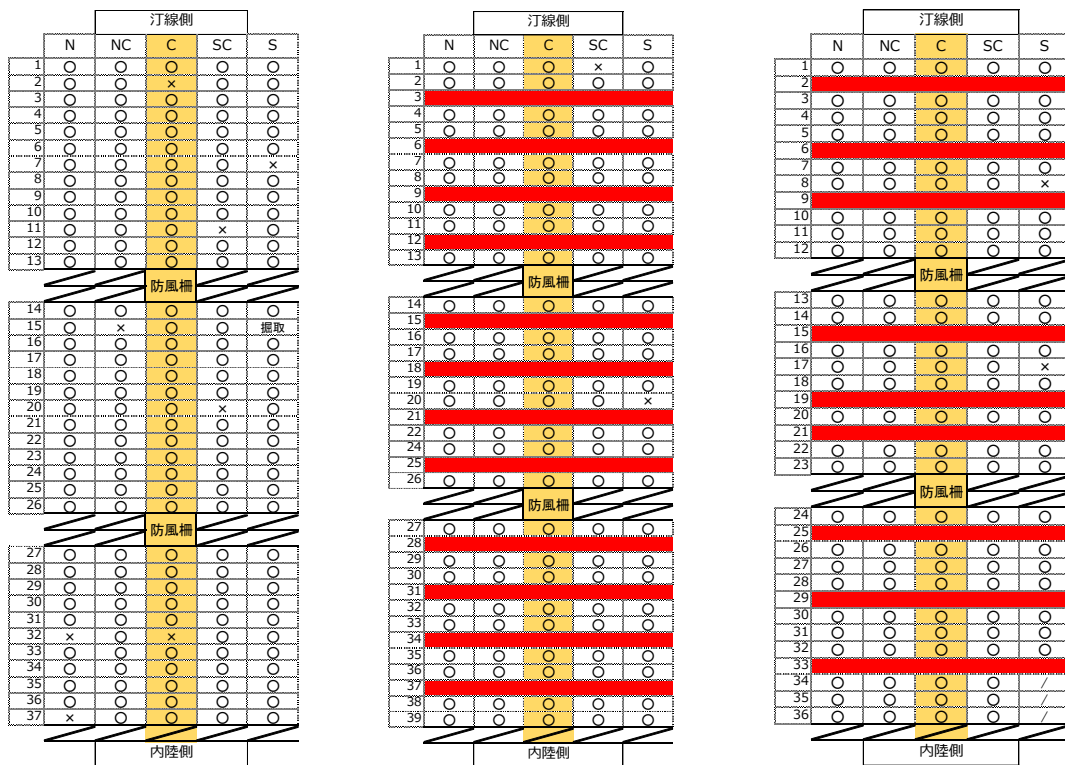 汀線側
N NC C SC S
1 ○ ○ ○ ○ ○
2 ○ ○ × ○ ○
3 ○ ○ ○ ○ ○
4 ○ ○ ○ ○ ○
5 ○ ○ ○ ○ ○
6 ○ ○ ○ ○ ○
7 ○ ○ ○ ○ ×
8 ○ ○ ○ ○ ○
9 ○ ○ ○ ○ ○
10 ○ ○ ○ ○ ○
11 ○ ○ ○ × ○
12 ○ ○ ○ ○ ○
13 ○ ○ ○ ○ ○
防風柵
14 ○ ○ ○ ○ ○
15 ○ × ○ ○ 掘取
16 ○ ○ ○ ○ ○
17 ○ ○ ○ ○ ○
18 ○ ○ ○ ○ ○
19 ○ ○ ○ ○ ○
20 ○ ○ ○ × ○
21 ○ ○ ○ ○ ○
22 ○ ○ ○ ○ ○
23 ○ ○ ○ ○ ○
24 ○ ○ ○ ○ ○
25 ○ ○ ○ ○ ○
26 ○ ○ ○ ○ ○
防風柵
27 ○ ○ ○ ○ ○
28 ○ ○ ○ ○ ○
29 ○ ○ ○ ○ ○
30 ○ ○ ○ ○ ○
31 ○ ○ ○ ○ ○
32 × ○ × ○ ○
33 ○ ○ ○ ○ ○
34 ○ ○ ○ ○ ○
35 ○ ○ ○ ○ ○
36 ○ ○ ○ ○ ○
37 × ○ ○ ○ ○
内陸側
汀線側
N NC C SC S
1 ○ ○ ○ × ○
2 ○ ○ ○ ○ ○
3
4 ○ ○ ○ ○ ○
5 ○ ○ ○ ○ ○
6
7 ○ ○ ○ ○ ○
8 ○ ○ ○ ○ ○
9
10 ○ ○ ○ ○ ○
11 ○ ○ ○ ○ ○
12
13 ○ ○ ○ ○ ○
防風柵
14 ○ ○ ○ ○ ○
15
16 ○ ○ ○ ○ ○
17 ○ ○ ○ ○ ○
18
19 ○ ○ ○ ○ ○
20 ○ ○ ○ ○ ×
21
22 ○ ○ ○ ○ ○
24 ○ ○ ○ ○ ○
25
26 ○ ○ ○ ○ ○
防風柵
27 ○ ○ ○ ○ ○
28
29 ○ ○ ○ ○ ○
30 ○ ○ ○ ○ ○
31
32 ○ ○ ○ ○ ○
33 ○ ○ ○ ○ ○
34
35 ○ ○ ○ ○ ○
36 ○ ○ ○ ○ ○
37
38 ○ ○ ○ ○ ○
39 ○ ○ ○ ○ ○
内陸側
汀線側
N NC C SC S
1 ○ ○ ○ ○ ○
2
3 ○ ○ ○ ○ ○
4 ○ ○ ○ ○ ○
5 ○ ○ ○ ○ ○
6
7 ○ ○ ○ ○ ○
8 ○ ○ ○ ○ ×
9
10 ○ ○ ○ ○ ○
11 ○ ○ ○ ○ ○
12 ○ ○ ○ ○ ○
防風柵
13 ○ ○ ○ ○ ○
14 ○ ○ ○ ○ ○
15
16 ○ ○ ○ ○ ○
17 ○ ○ ○ ○ ×
18 ○ ○ ○ ○ ○
19
20 ○ ○ ○ ○ ○
21
22 ○ ○ ○ ○ ○
23 ○ ○ ○ ○ ○
防風柵
24 ○ ○ ○ ○ ○
25
26 ○ ○ ○ ○ ○
27 ○ ○ ○ ○ ○
28 ○ ○ ○ ○ ○
29
30 ○ ○ ○ ○ ○
31 ○ ○ ○ ○ ○
32 ○ ○ ○ ○ ○
33
34 ○ ○ ○ ○ /
35 ○ ○ ○ ○ /
36 ○ ○ ○ ○ /
内陸側